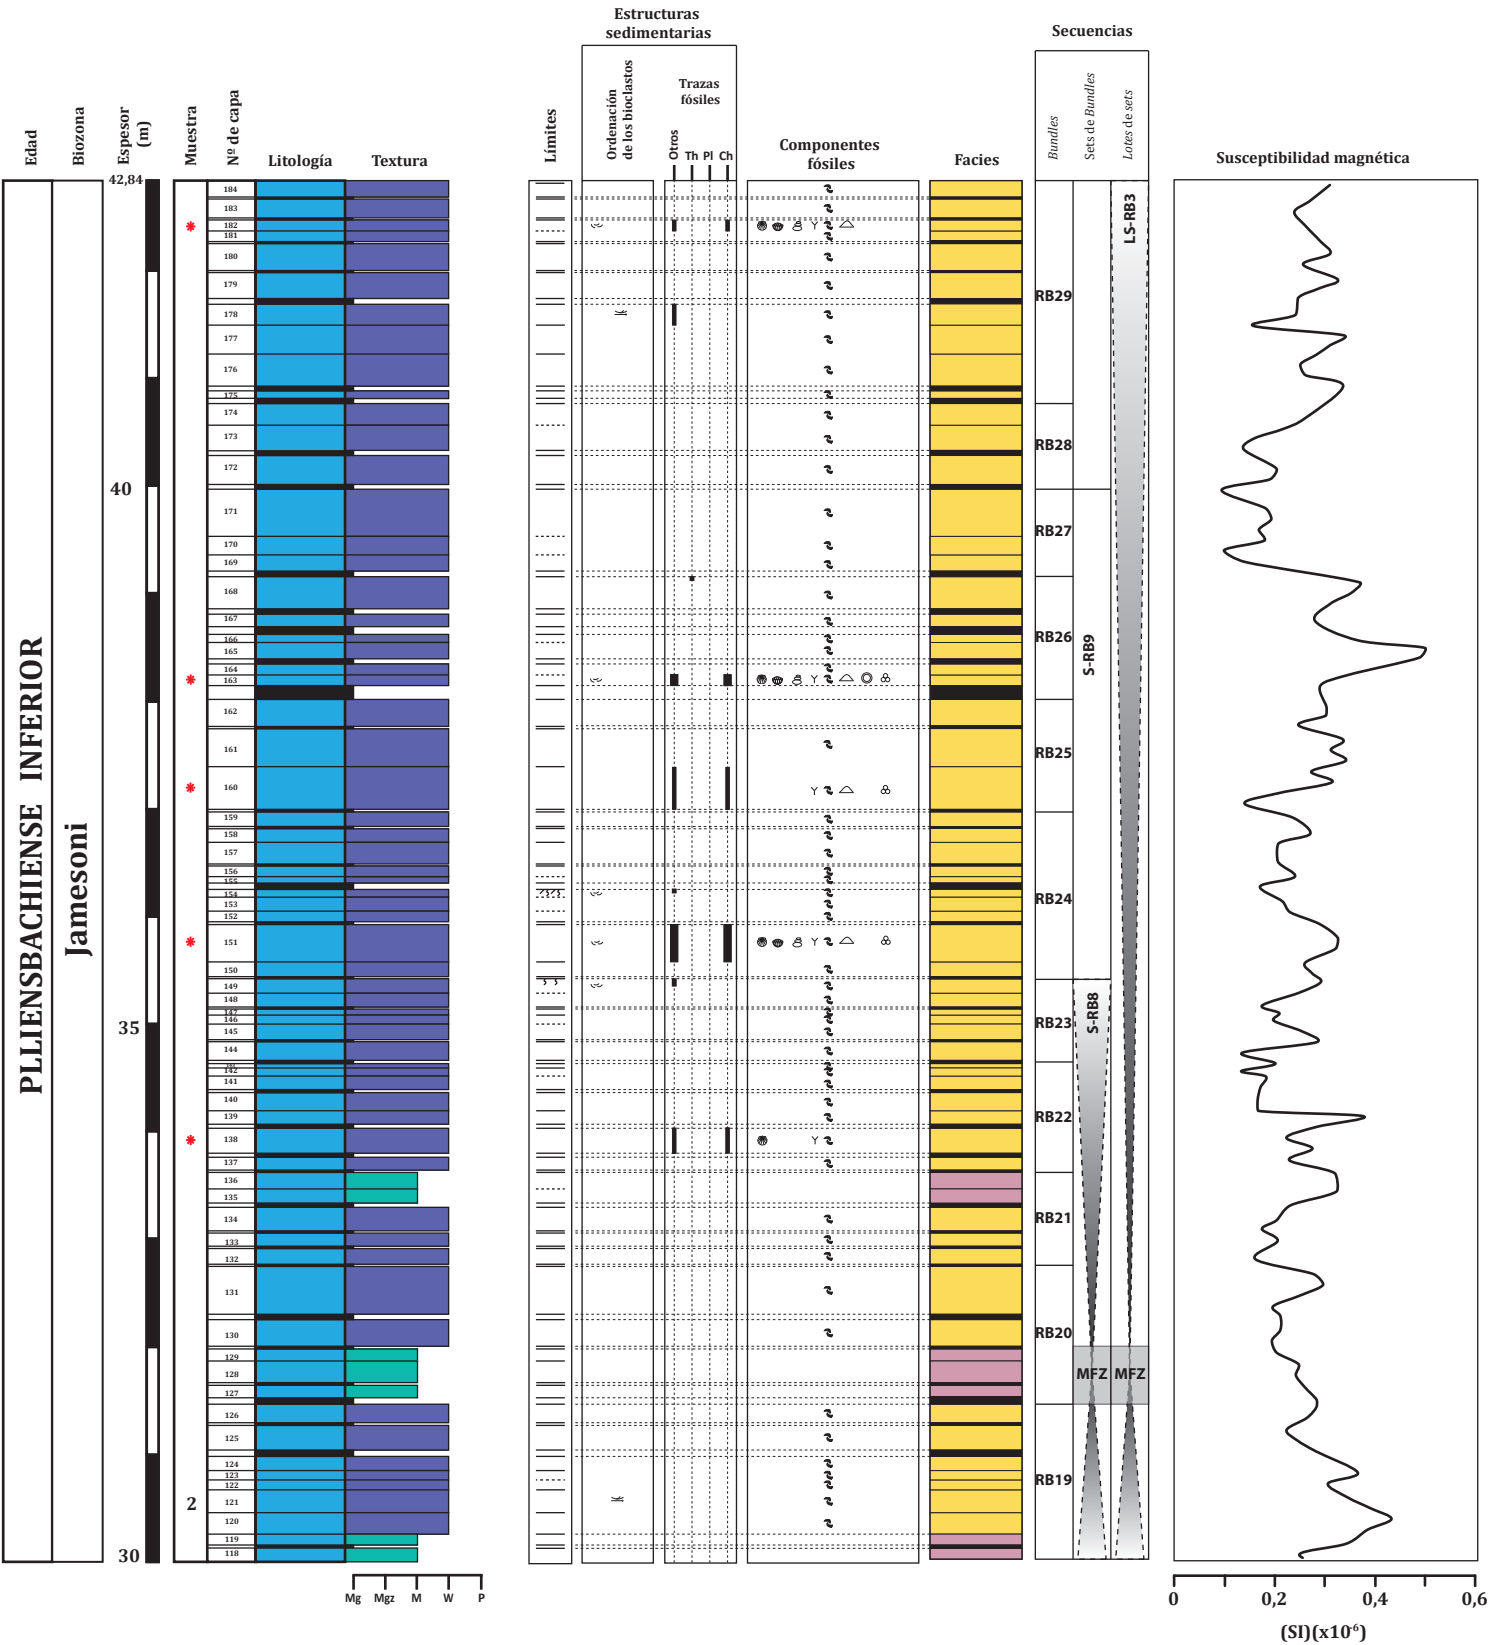 Estructuras
sedimentarias
Secuencias
Edad
Biozona
Espesor
(m)
Muestra
Nº de capa
Litología
Textura
Límites
Ordenación
de los bioclastos
Trazas
fósiles
Otros
Th
Pl
Ch
Componentes
fósiles
Facies
Bundles
Sets de Bundles
Lotes de sets
Susceptibilidad magnética
42,84
40
35
30
PLLIENSBACHIENSE INFERIOR
Jamesoni
2
184
183
182
181
180
179
178
177
176
175
174
173
172
171
170
169
168
167
166
165
164
163
162
161
160
159
158
157
156
155
154
153
152
151
150
149
148
147
146
145
144
142
141
140
139
138
137
136
135
134
133
132
131
130
129
128
127
126
125
124
123
122
121
120
119
118
RB29
RB28
RB27
RB26
RB25
RB24
RB23
RB22
RB21
RB20
RB19
S-RB9
S-RB8
LS-RB3
MFZ MFZ
Mg Mgz M W P
0 0,2 0,4 0,6
(SI)(x10⁻⁶)